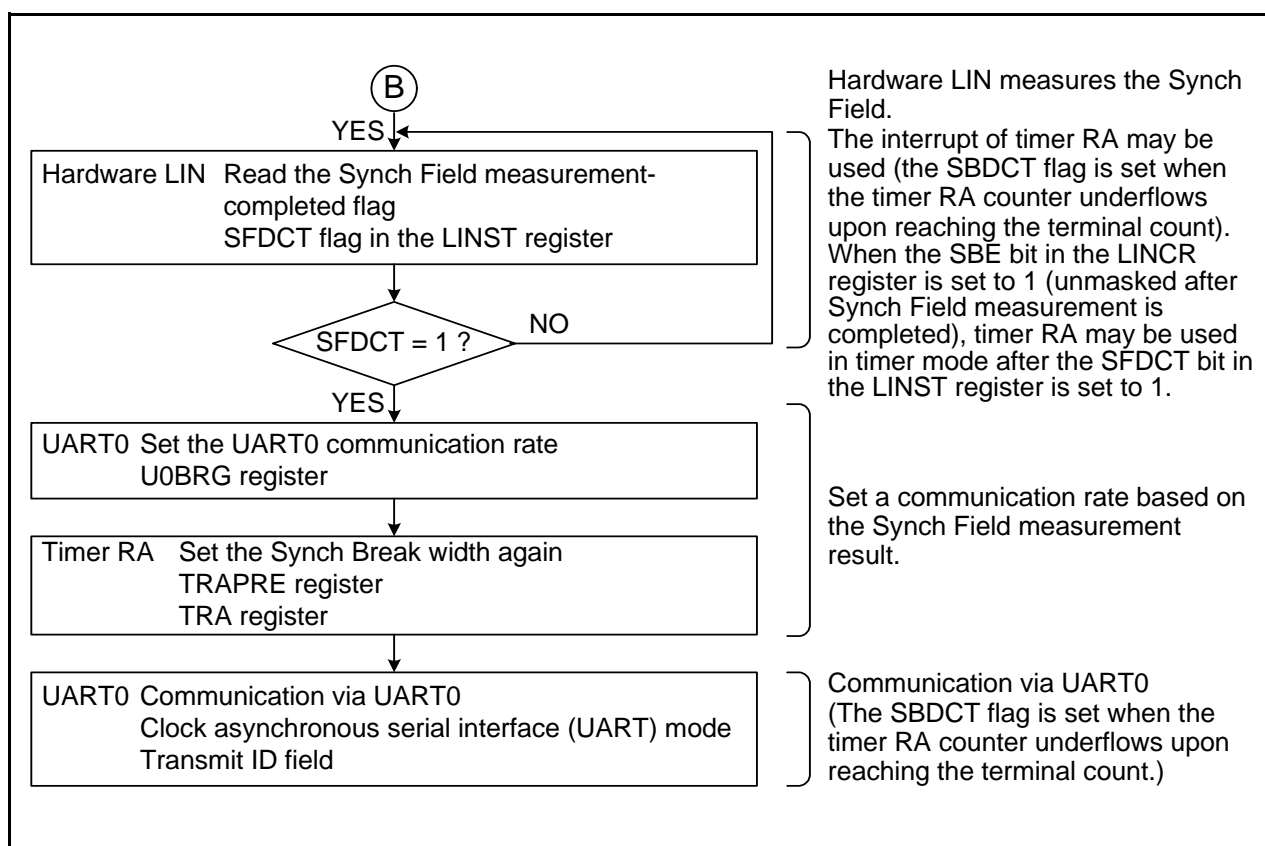 B
YES
Hardware LIN Read the Synch Field measurement-
completed flag
SFDCT flag in the LINST register
SFDCT = 1 ?
NO
YES
Hardware LIN measures the Synch
Field.
The interrupt of timer RA may be
used (the SBDCT flag is set when
the timer RA counter underflows
upon reaching the terminal count).
When the SBE bit in the LINCR
register is set to 1 (unmasked after
Synch Field measurement is
completed), timer RA may be used
in timer mode after the SFDCT bit in
the LINST register is set to 1.
UART0 Set the UART0 communication rate
U0BRG register
Timer RA Set the Synch Break width again
TRAPRE register
TRA register
Set a communication rate based on
the Synch Field measurement
result.
UART0 Communication via UART0
Clock asynchronous serial interface (UART) mode
Transmit ID field
Communication via UART0
(The SBDCT flag is set when the
timer RA counter underflows upon
reaching the terminal count.)